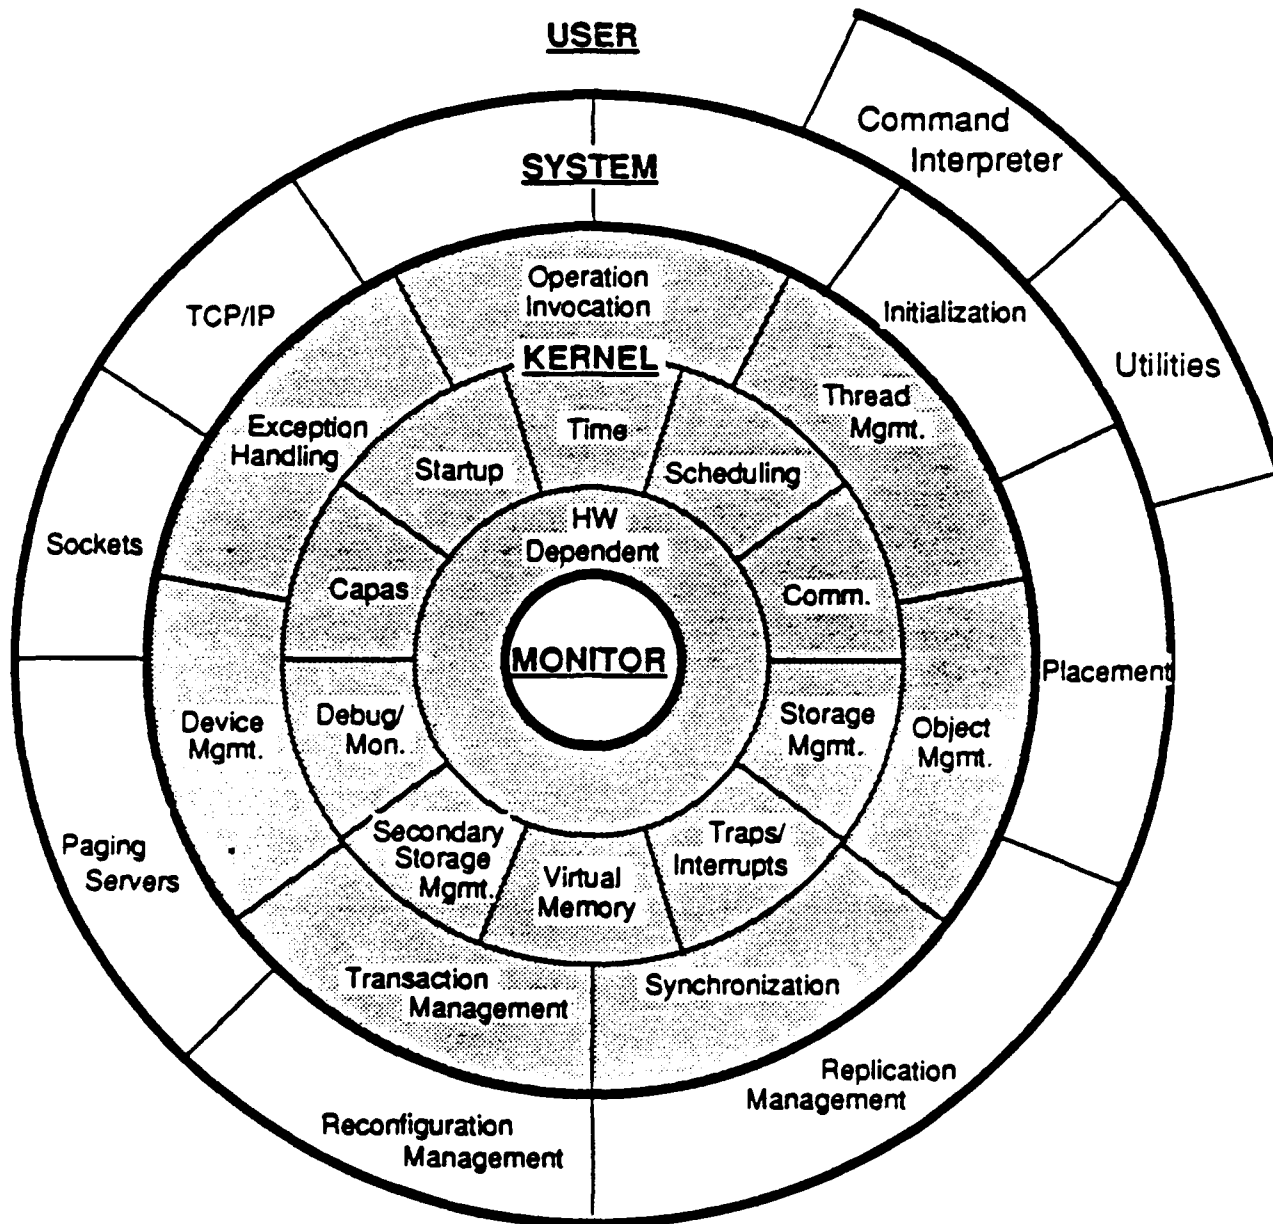 USER
Command
Interpreter
SYSTEM
Operation
Invocation
TCP/IP
Initialization
KERNEL
Utilities
Thread
Mgmt.
Exception
Handling
Time
Startup
Scheduling
HW
Dependent
Sockets
Capas
Comm.
MONITOR
Placement
Device
Mgmt.
Debug/
Mon.
Storage
Mgmt.
Object
Mgmt.
Paging
Servers
Secondary
Storage
Mgmt.
Virtual
Memory
Traps/
Interrupts
Transaction
Management
Synchronization
Replication
Management
Reconfiguration
Management